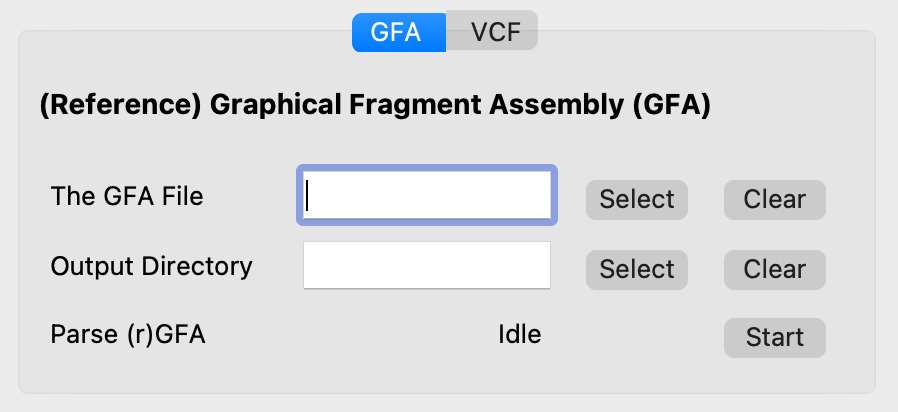 GFA VCF
(Reference) Graphical Fragment Assembly (GFA)
The GFA File Select Clear
Output Directory Select Clear
Parse (r)GFA Idle Start